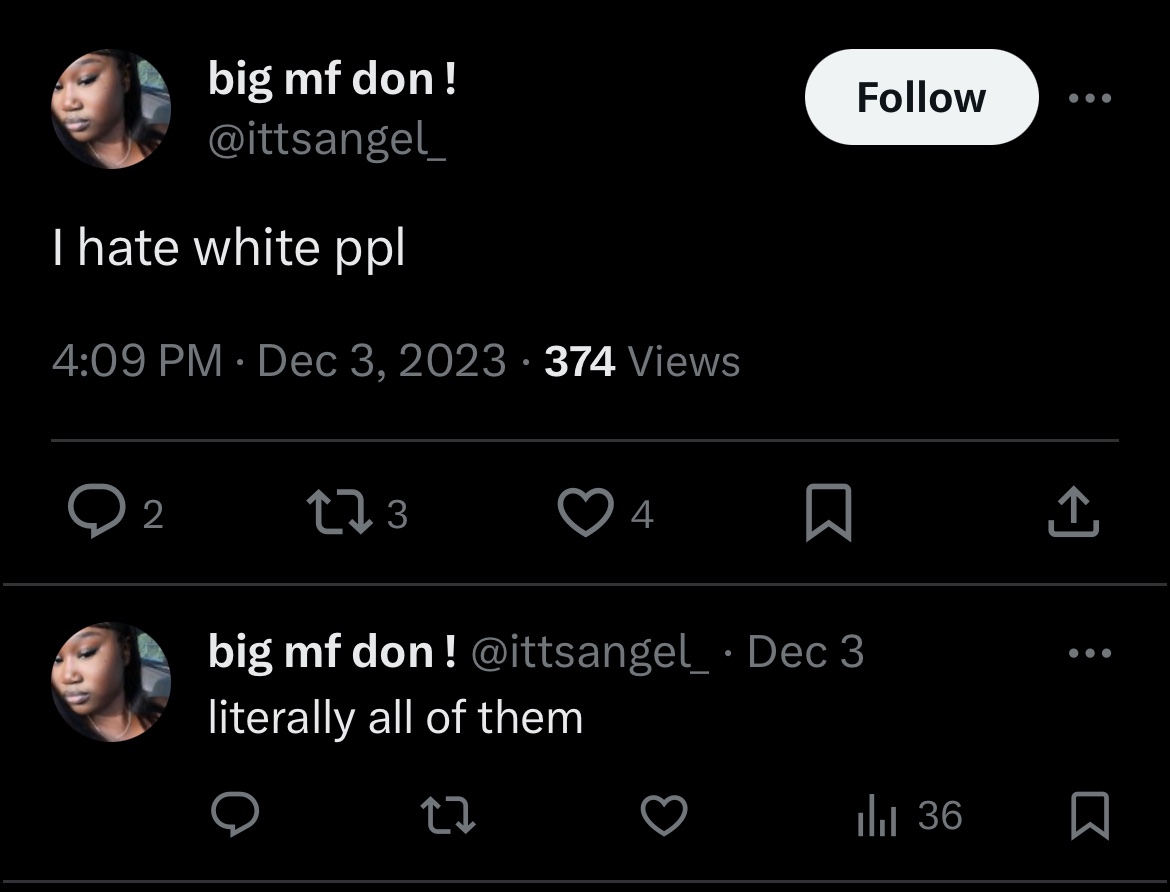 big mf don !
Follow
@ittsangel_
I hate white ppl
4:09 PM · Dec 3, 2023 · 374 Views
2 3 4
big mf don ! @ittsangel_ · Dec 3
literally all of them
36